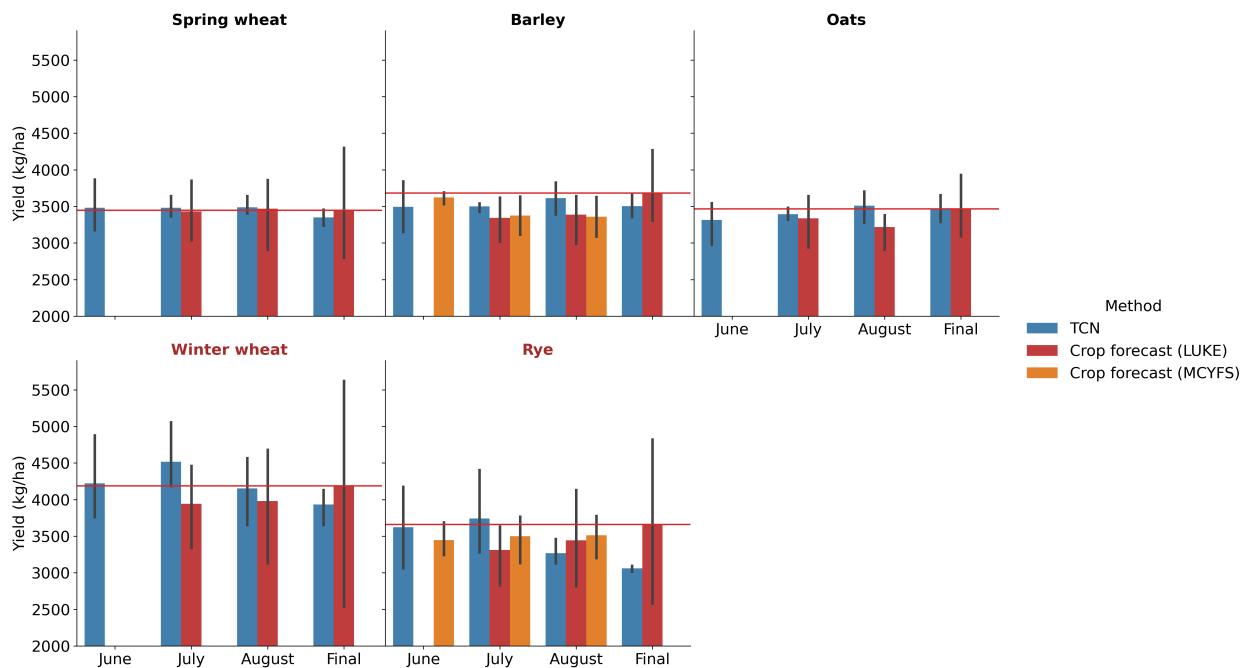 Spring wheat
Barley
Oats
Yield (kg/ha)
5500
5000
4500
4000
3500
3000
2500
2000
June
July
August
Final
Method
TCN
Crop forecast (LUKE)
Crop forecast (MCYFS)
Winter wheat
Rye
Yield (kg/ha)
5500
5000
4500
4000
3500
3000
2500
2000
June
July
August
Final
June
July
August
Final